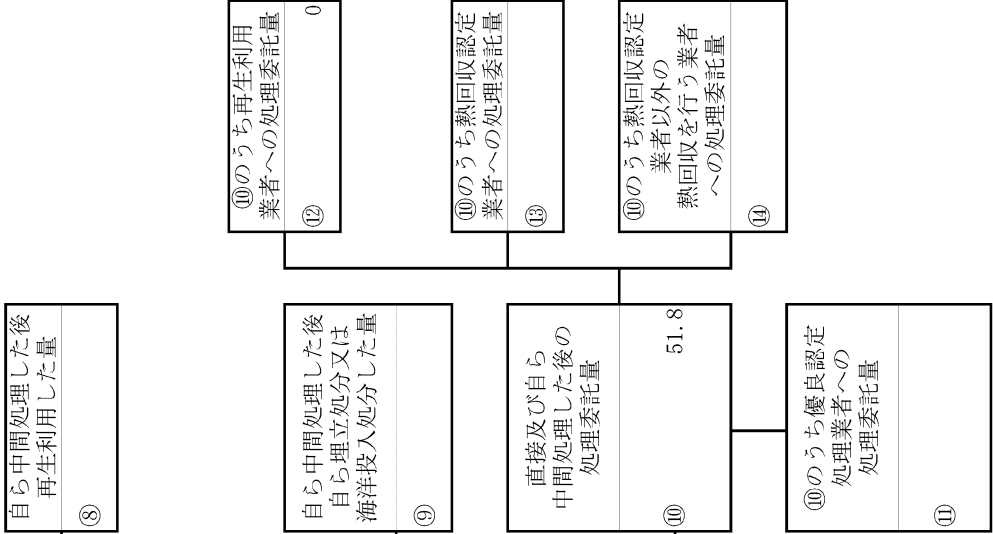 自ら中間処理した後
再生利用した量
⑧
自ら中間処理した後
自ら埋立処分又は
海洋投入処分した量
⑨
直接及び自ら
中間処理した後の
処理委託量
⑩
51.8
⑩のうち優良認定
処理業者への
処理委託量
⑪
⑩のうち再生利用
業者への処理委託量
⑫
0
⑩のうち熱回収認定
業者への処理委託量
⑬
⑩のうち熱回収認定
業者以外の
熱回収を行う業者
への処理委託量
⑭